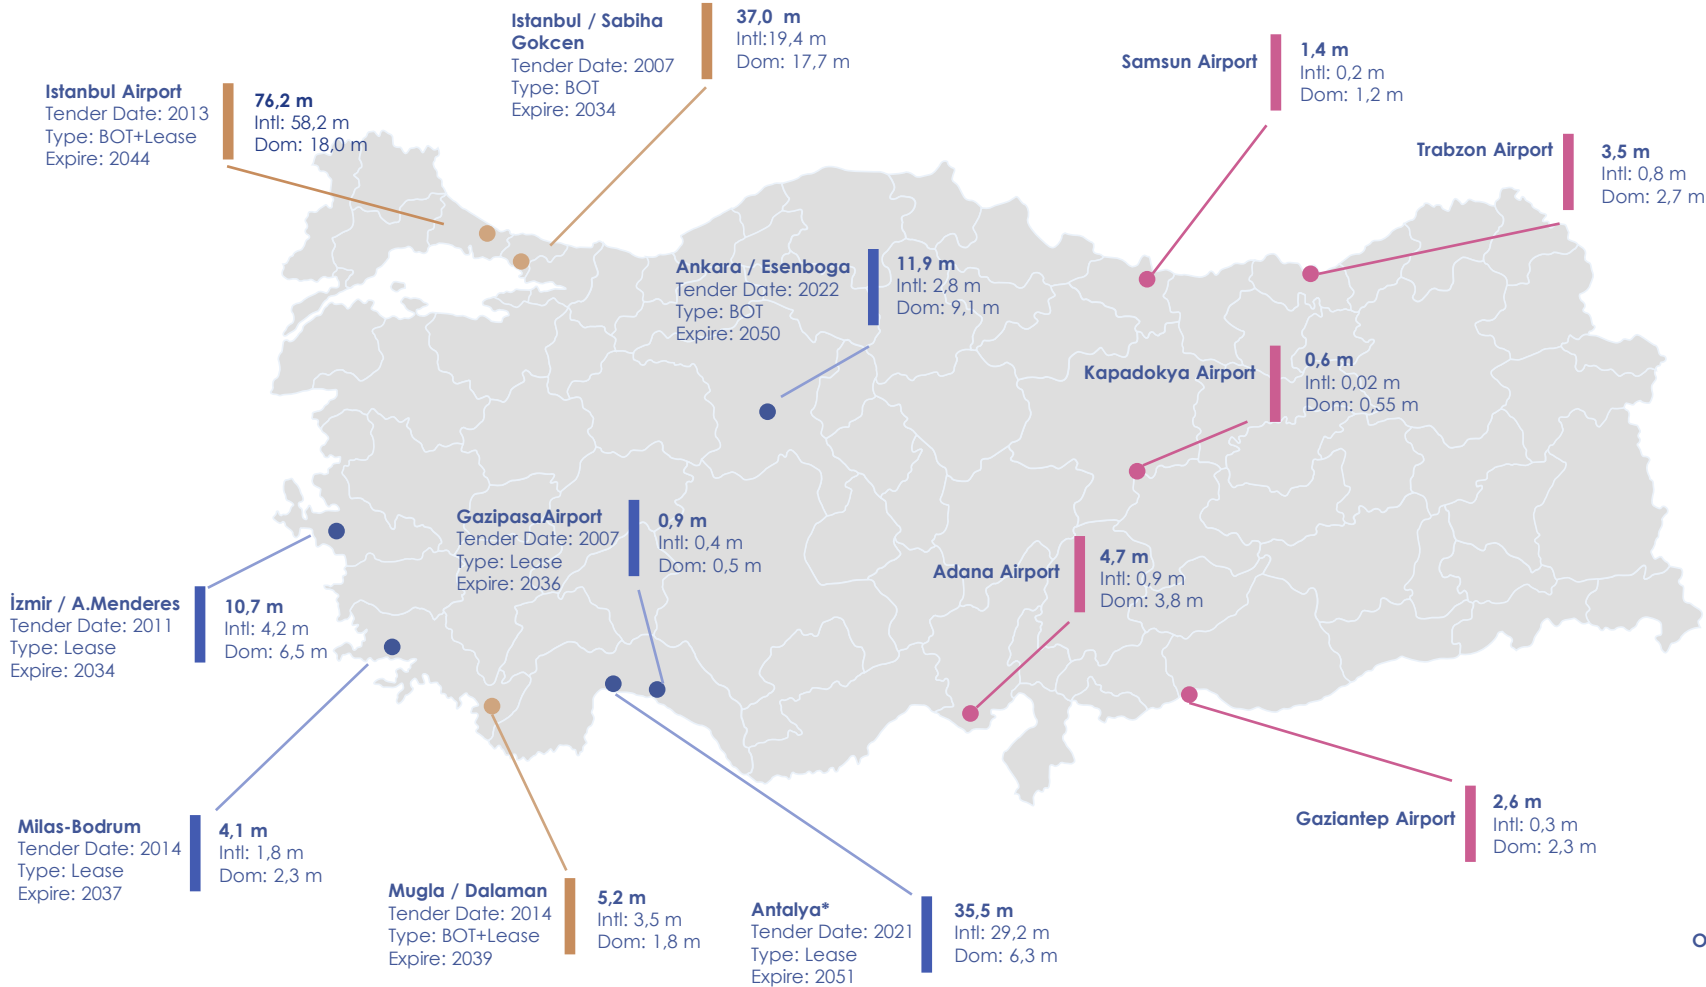 Istanbul / Sabiha
Gokcen
Tender Date: 2007
Type: BOT
Expire: 2034
37,0 m
Intl:19,4 m
Dom: 17,7 m
Samsun Airport
1,4 m
Intl: 0,2 m
Dom: 1,2 m
Istanbul Airport
Tender Date: 2013
Type: BOT+Lease
Expire: 2044
76,2 m
Intl: 58,2 m
Dom: 18,0 m
Trabzon Airport
3,5 m
Intl: 0,8 m
Dom: 2,7 m
Ankara / Esenboga
Tender Date: 2022
Type: BOT
Expire: 2050
11,9 m
Intl: 2,8 m
Dom: 9,1 m
Kapadokya Airport
0,6 m
Intl: 0,02 m
Dom: 0,55 m
GazipasaAirport
Tender Date: 2007
Type: Lease
Expire: 2036
0,9 m
Intl: 0,4 m
Dom: 0,5 m
Adana Airport
4,7 m
Intl: 0,9 m
Dom: 3,8 m
İzmir / A.Menderes
Tender Date: 2011
Type: Lease
Expire: 2034
10,7 m
Intl: 4,2 m
Dom: 6,5 m
Milas-Bodrum
Tender Date: 2014
Type: Lease
Expire: 2037
4,1 m
Intl: 1,8 m
Dom: 2,3 m
Gaziantep Airport
2,6 m
Intl: 0,3 m
Dom: 2,3 m
Mugla / Dalaman
Tender Date: 2014
Type: BOT+Lease
Expire: 2039
5,2 m
Intl: 3,5 m
Dom: 1,8 m
Antalya*
Tender Date: 2021
Type: Lease
Expire: 2051
35,5 m
Intl: 29,2 m
Dom: 6,3 m